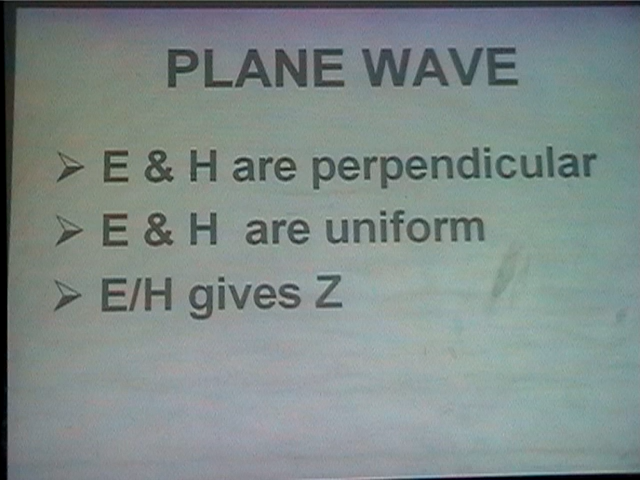 PLANE WAVE
➢ E & H are perpendicular
➢ E & H are uniform
➢ E/H gives Z